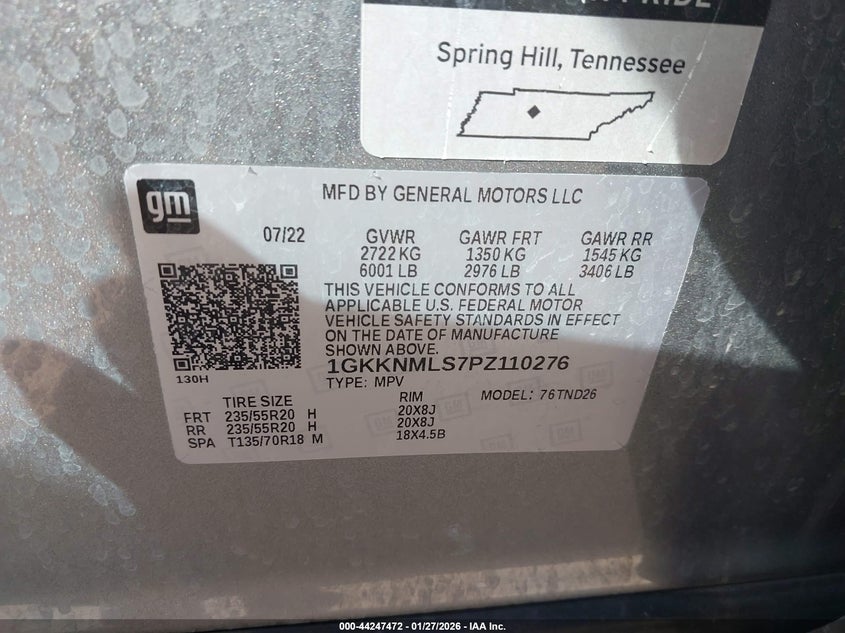 PRIDE
Spring Hill, Tennessee
gm
MFD BY GENERAL MOTORS LLC
07/22 GVWR GAWR FRT GAWR RR
2722 KG 1350 KG 1545 KG
6001 LB 2976 LB 3406 LB
THIS VEHICLE CONFORMS TO ALL
APPLICABLE U.S. FEDERAL MOTOR
VEHICLE SAFETY STANDARDS IN EFFECT
ON THE DATE OF MANUFACTURE
SHOWN ABOVE.
1GKKNMLS7PZ110276
130H
TYPE: MPV MODEL: 76TND26
TIRE SIZE RIM
FRT 235/55R20 H 20X8J
RR 235/55R20 H 20X8J
SPA T135/70R18 M 18X4.5B
000-44247472 — 01/27/2026 — IAA Inc.